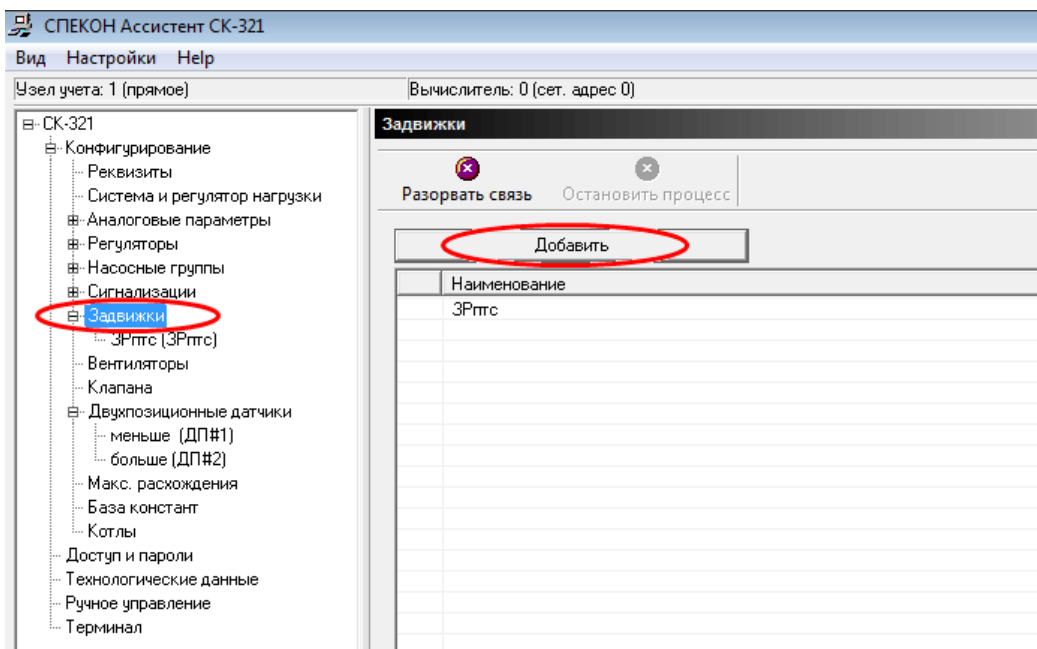 СПЕКОН Ассистент СК-321
Вид Настройки Help
Узел учета: 1 (прямое) Вычислитель: 0 (сет. адрес 0)
СК-321
Конфигурирование
Реквизиты
Система и регулятор нагрузки
Аналоговые параметры
Регуляторы
Насосные группы
Сигнализации
Задвижки
ЗРптс (ЗРптс)
Вентиляторы
Клапана
Двухпозиционные датчики
меньше (ДП#1)
больше (ДП#2)
Макс. расхождения
База констант
Котлы
Доступ и пароли
Технологические данные
Ручное управление
Терминал
Задвижки
Разорвать связь Остановить процесс
Добавить
Наименование
ЗРптс